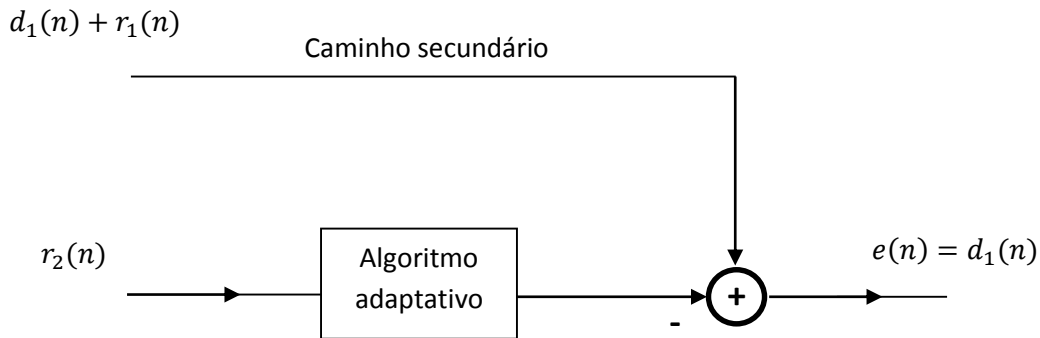 d₁(n) + r₁(n)
Caminho secundário
r₂(n)
Algoritmo
adaptativo
e(n) = d₁(n)
+
-